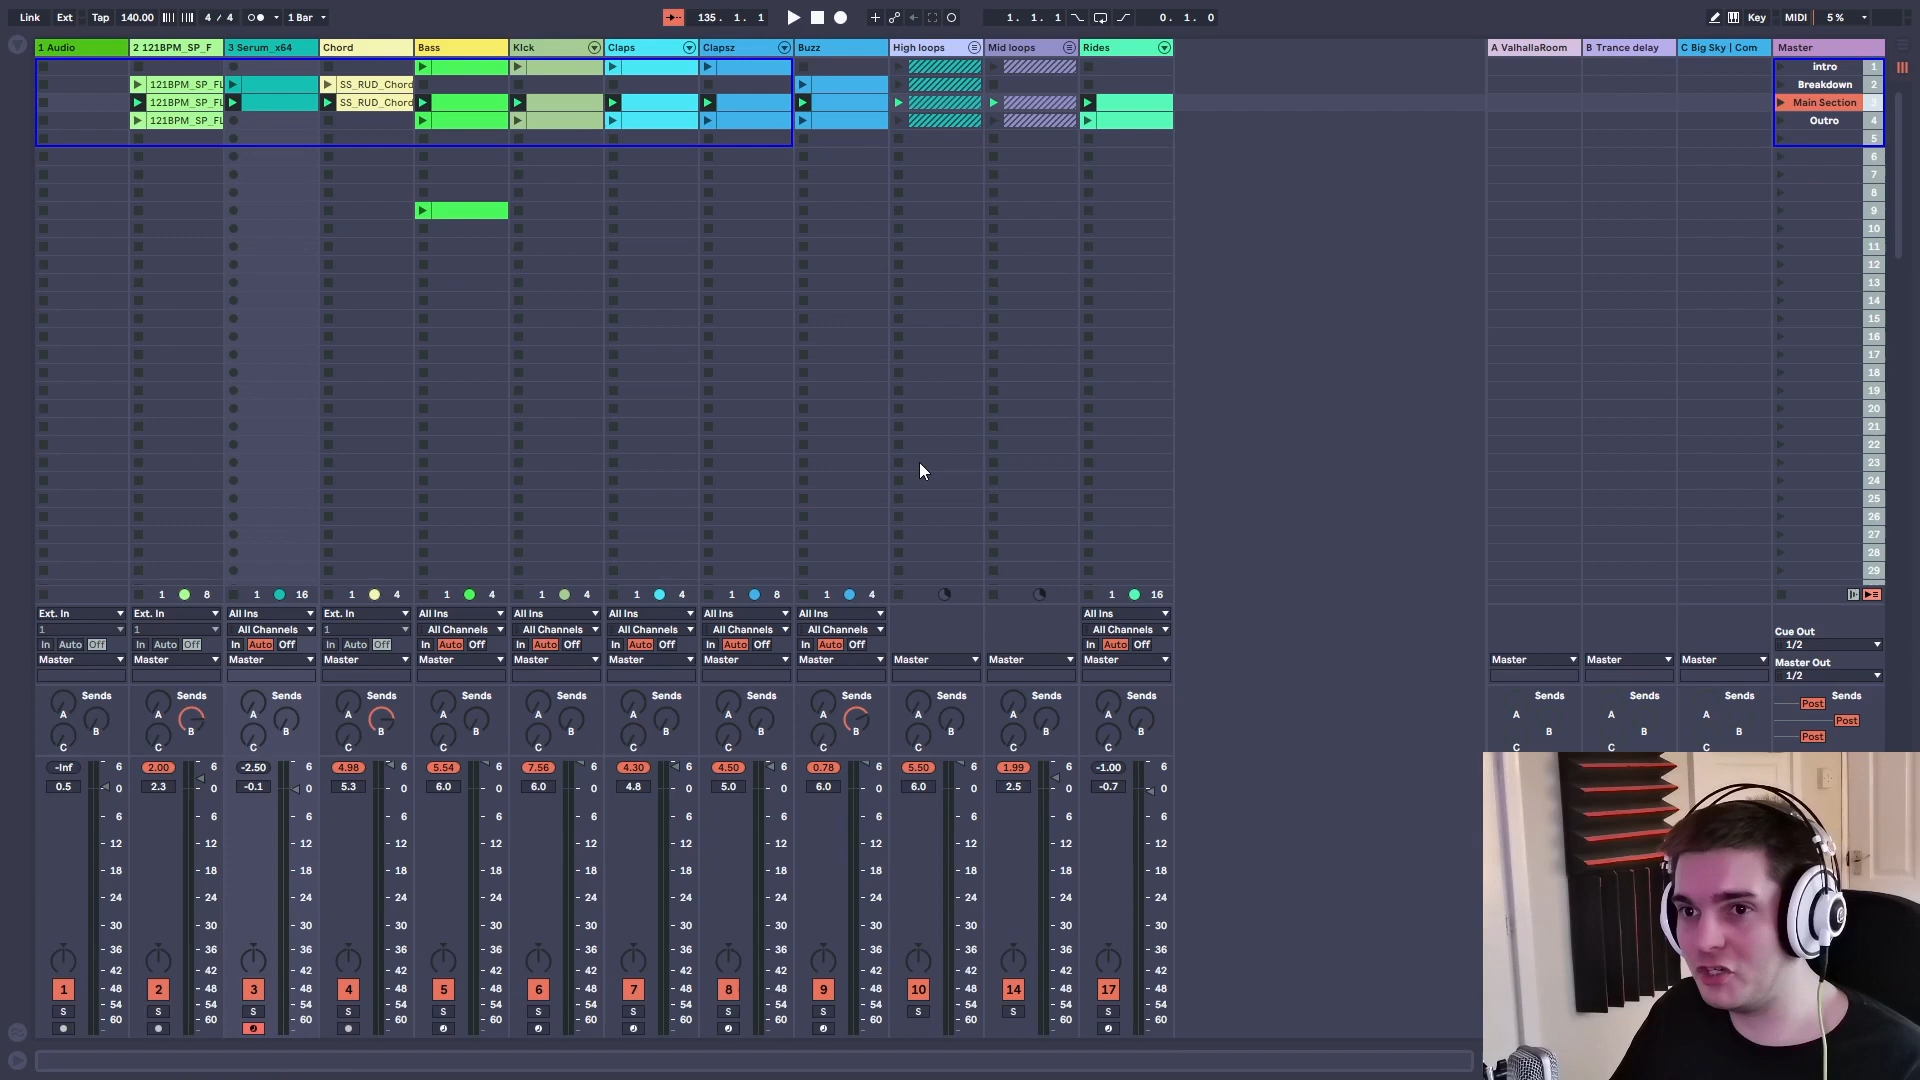 Link Ext Tap 140.00 4 / 4 1 Bar 135. 1. 1 1. 1. 1 0. 1. 0 Key MIDI 5 %
1 Audio 2 121BPM_SP_F 3 Serum_x64 Chord Bass KIck Claps Clapsz Buzz High loops Mid loops Rides A ValhallaRoom B Trance delay C Big Sky | Com Master
intro 1
121BPM_SP_FL SS_RUD_Chord Breakdown 2
121BPM_SP_FL SS_RUD_Chord Main Section 3
121BPM_SP_FL Outro 4
5
6
7
8
9
10
11
12
13
14
15
16
17
18
19
20
21
22
23
24
25
26
27
28
29
1 8 1 16 1 4 1 4 1 4 1 4 1 8 1 4 1 16
Ext. In Ext. In All Ins Ext. In All Ins All Ins All Ins All Ins All Ins All Ins
1 1 All Channels 1 All Channels All Channels All Channels All Channels All Channels All Channels
In Auto Off In Auto Off In Auto Off In Auto Off In Auto Off In Auto Off In Auto Off In Auto Off In Auto Off In Auto Off
Cue Out
1/2
Master Master Master Master Master Master Master Master Master Master Master Master Master Master Master Master Out
1/2
Sends Sends Sends Sends Sends Sends Sends Sends Sends Sends Sends Sends Sends Sends Sends Sends
Post
A A A A A A A A A A A A A A A
Post
B B B B B B B B B B B B B B B
Post
C C C C C C C C C C C C C C C
-Inf 6 2.00 6 -2.50 6 4.98 6 5.54 6 7.56 6 4.30 6 4.50 6 0.78 6 5.50 6 1.99 6 -1.00 6
0.5 0 2.3 0 -0.1 0 5.3 0 6.0 0 6.0 0 4.8 0 5.0 0 6.0 0 6.0 0 2.5 0 -0.7 0
6 6 6 6 6 6 6 6 6 6 6 6
12 12 12 12 12 12 12 12 12 12 12 12
18 18 18 18 18 18 18 18 18 18 18 18
24 24 24 24 24 24 24 24 24 24 24 24
30 30 30 30 30 30 30 30 30 30 30 30
36 36 36 36 36 36 36 36 36 36 36 36
42 42 42 42 42 42 42 42 42 42 42 42
1 48 2 48 3 48 4 48 5 48 6 48 7 48 8 48 9 48 10 48 14 48 17 48
54 54 54 54 54 54 54 54 54 54 54 54
S S S S S S S S S S S S
60 60 60 60 60 60 60 60 60 60 60 60